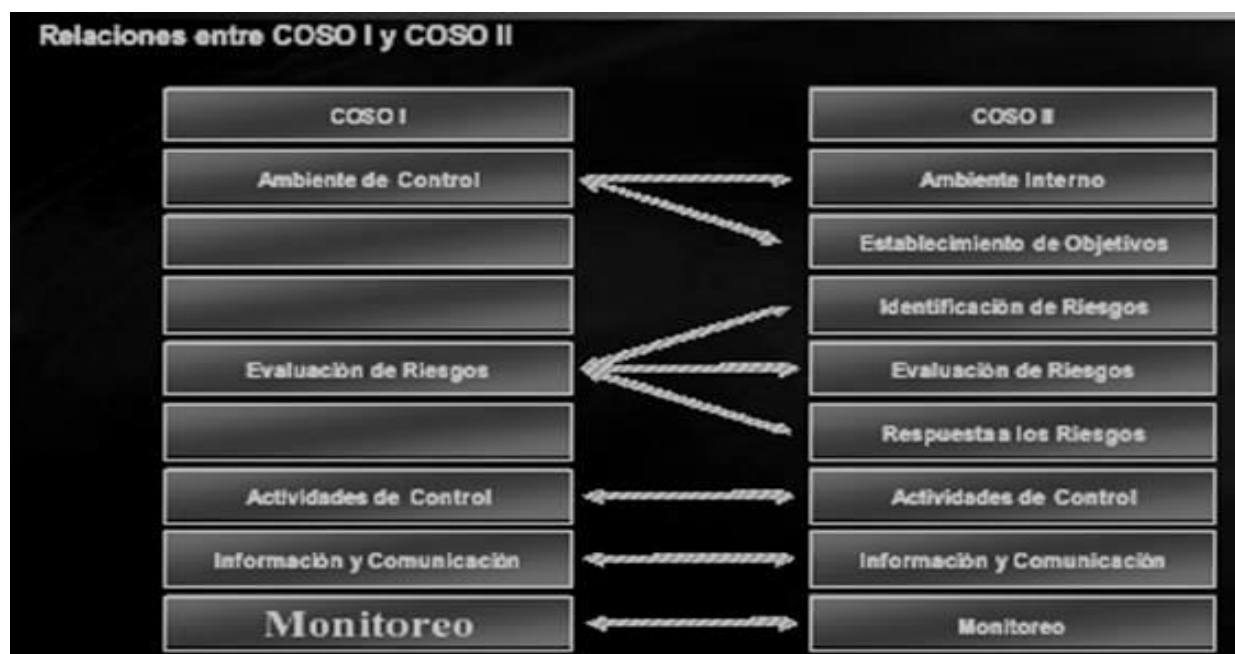 Relaciones entre COSO I y COSO II
COSO I
COSO II
Ambiente de Control
Ambiente Interno
Establecimiento de Objetivos
Identificación de Riesgos
Evaluación de Riesgos
Evaluación de Riesgos
Respuesta a los Riesgos
Actividades de Control
Actividades de Control
Información y Comunicación
Información y Comunicación
Monitoreo
Monitoreo